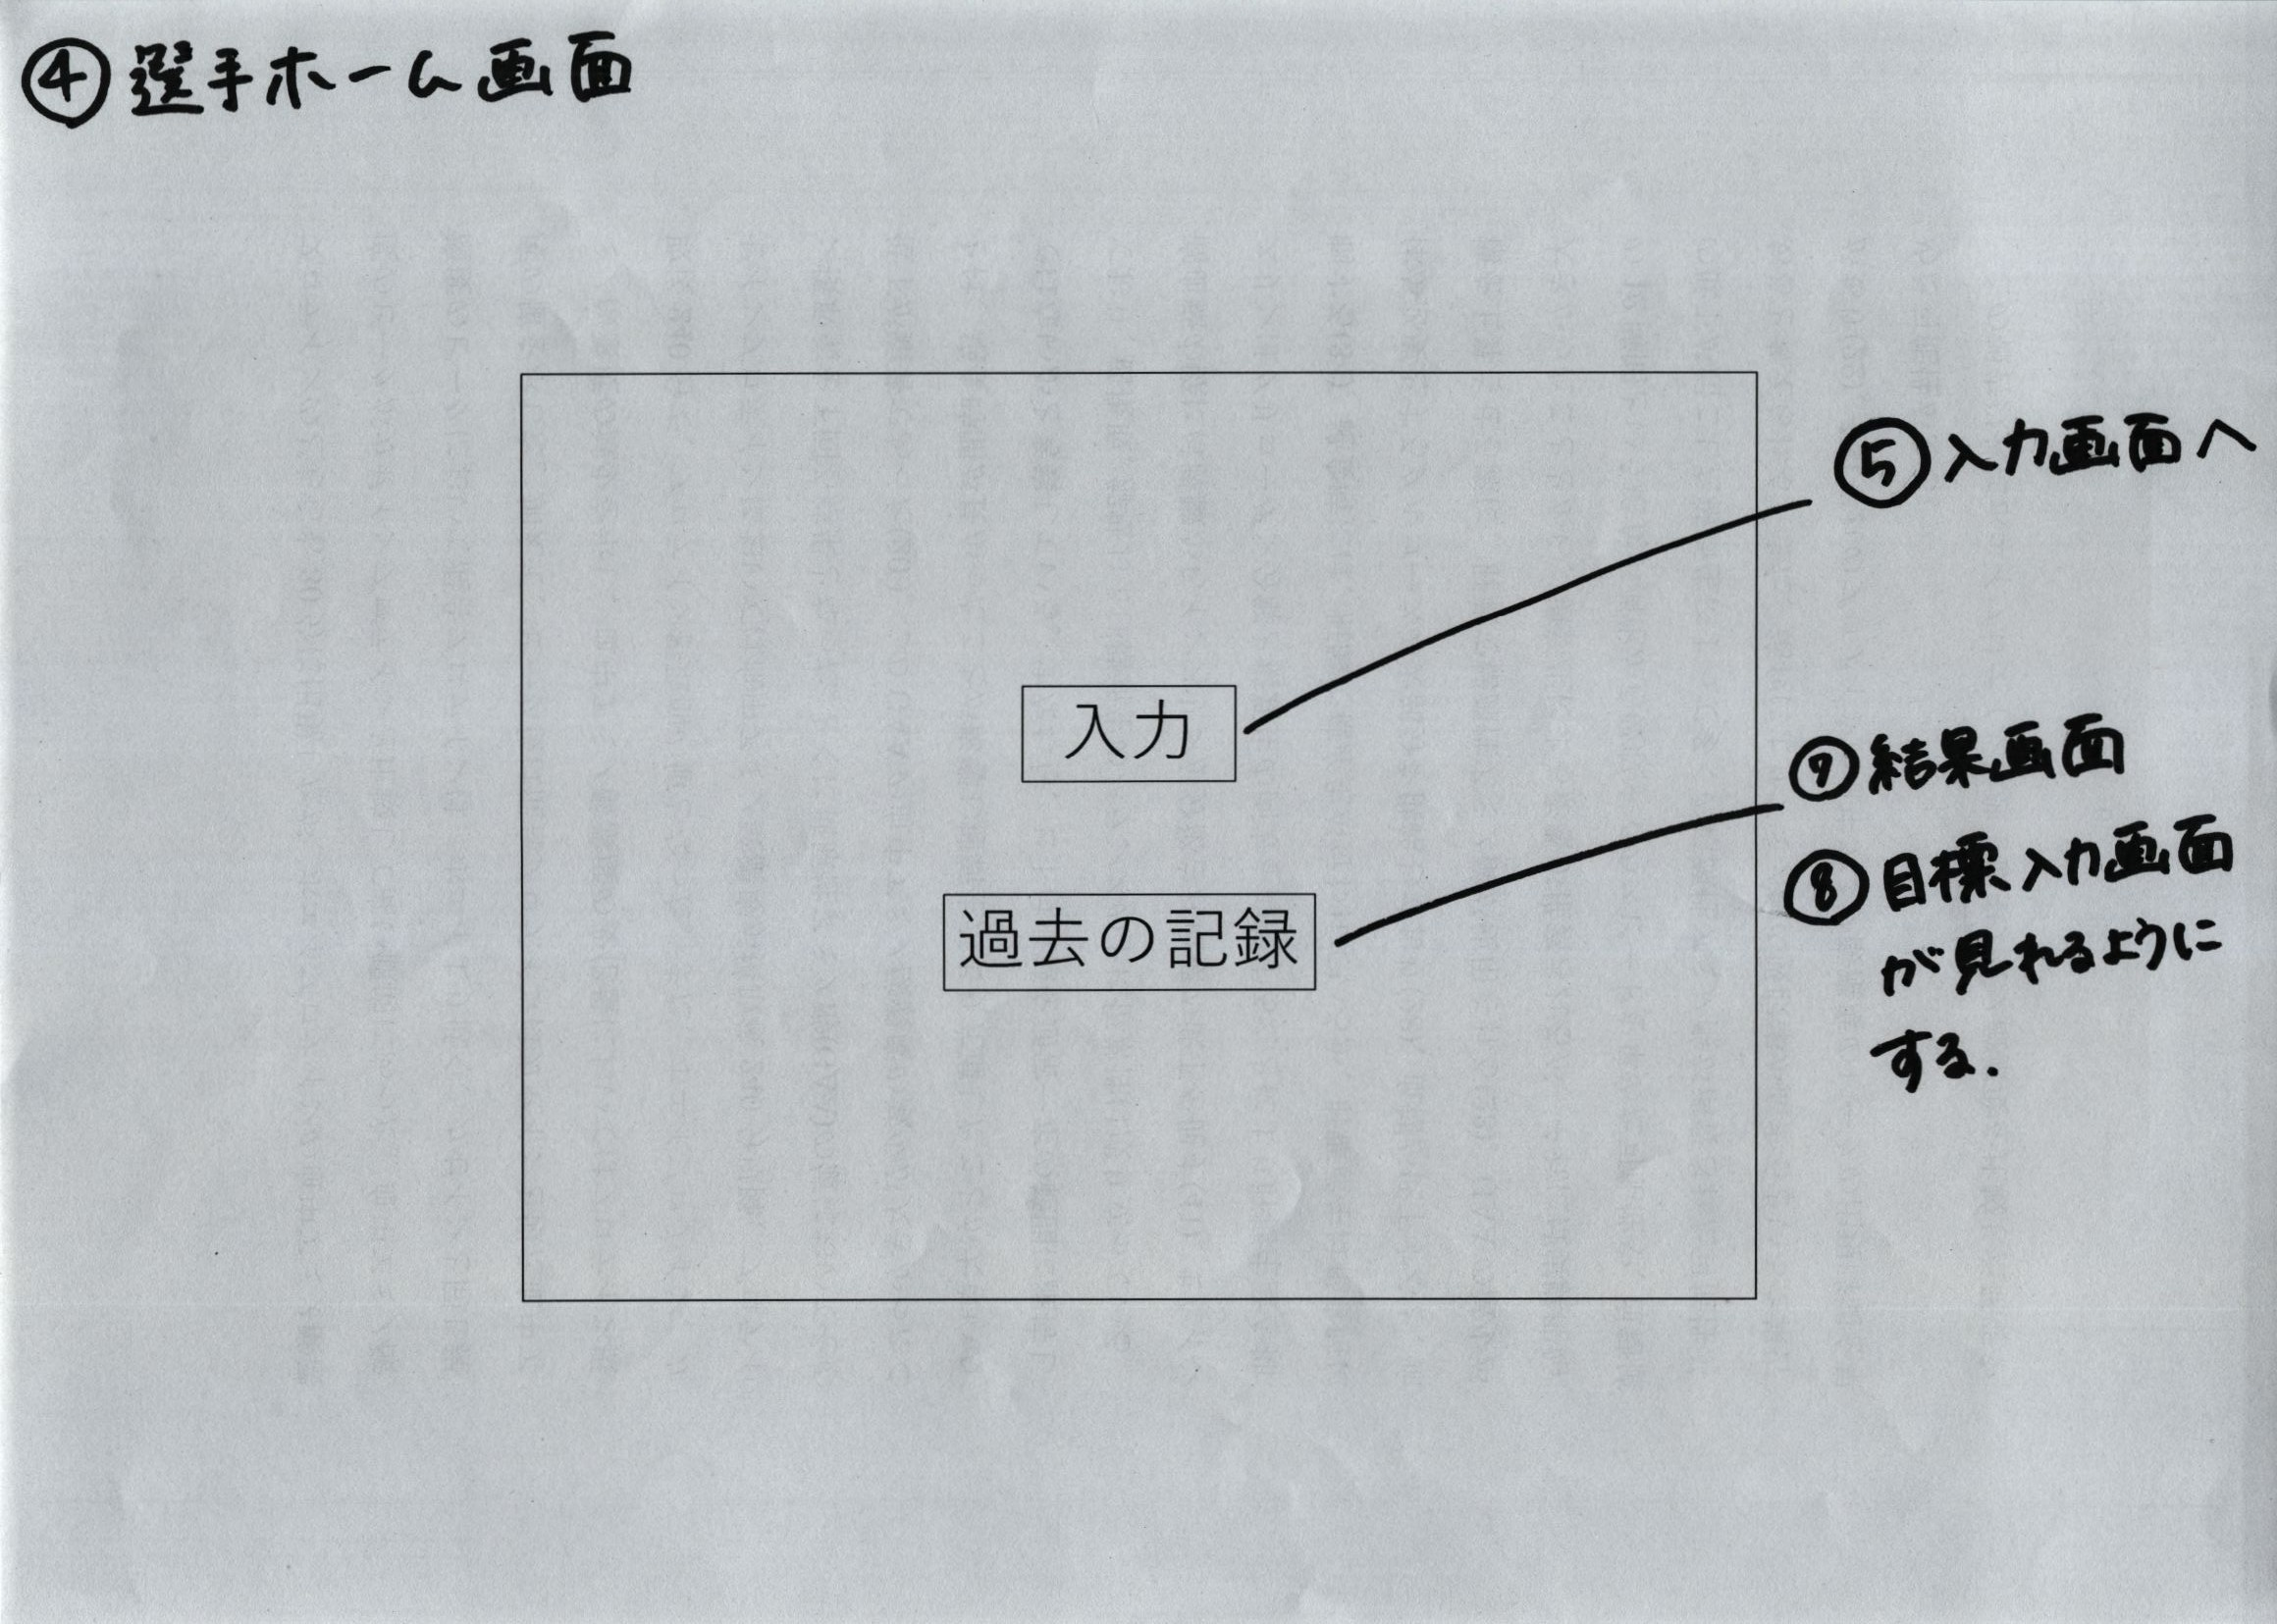 ④選手ホーム画面
⑤入力画面へ
入力
⑦結果画面
⑧目標入力画面
が見れるように
する.
過去の記録